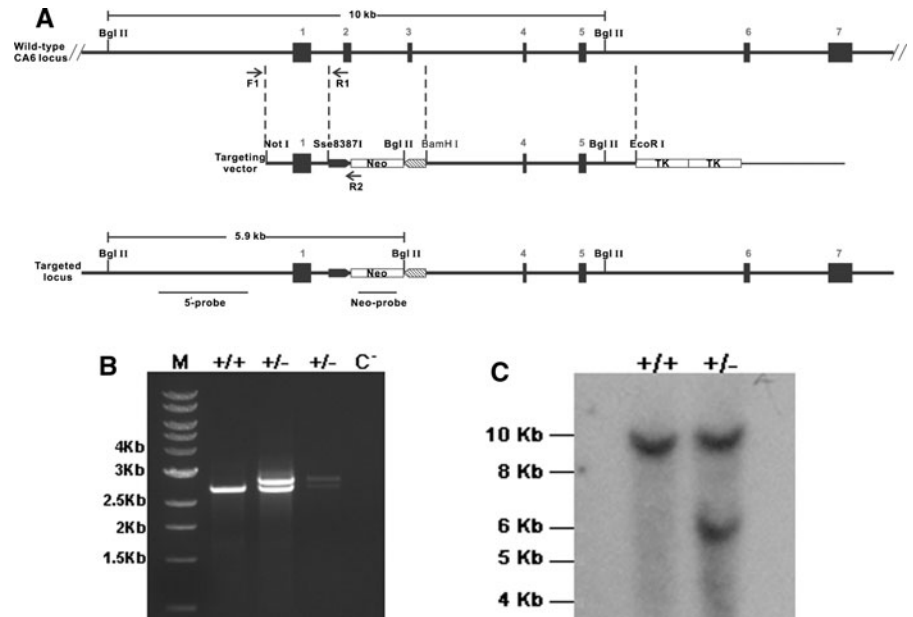 A
10 kb
Bgl II 1 2 3 4 5 Bgl II 6 7
Wild-type
CA6 locus
F1 R1
Not I 1 Sse8387 I Bgl II BamH I 4 5 Bgl II EcoR I
Targeting
vector
Neo TK TK
R2
5.9 kb
Bgl II 1 Bgl II 4 5 Bgl II 6 7
Targeted
locus
Neo
5'-probe Neo-probe
B
M +/+ +/- +/- C-
4Kb
3Kb
2.5Kb
2Kb
1.5Kb
C
+/+ +/-
10 Kb
8 Kb
6 Kb
5 Kb
4 Kb